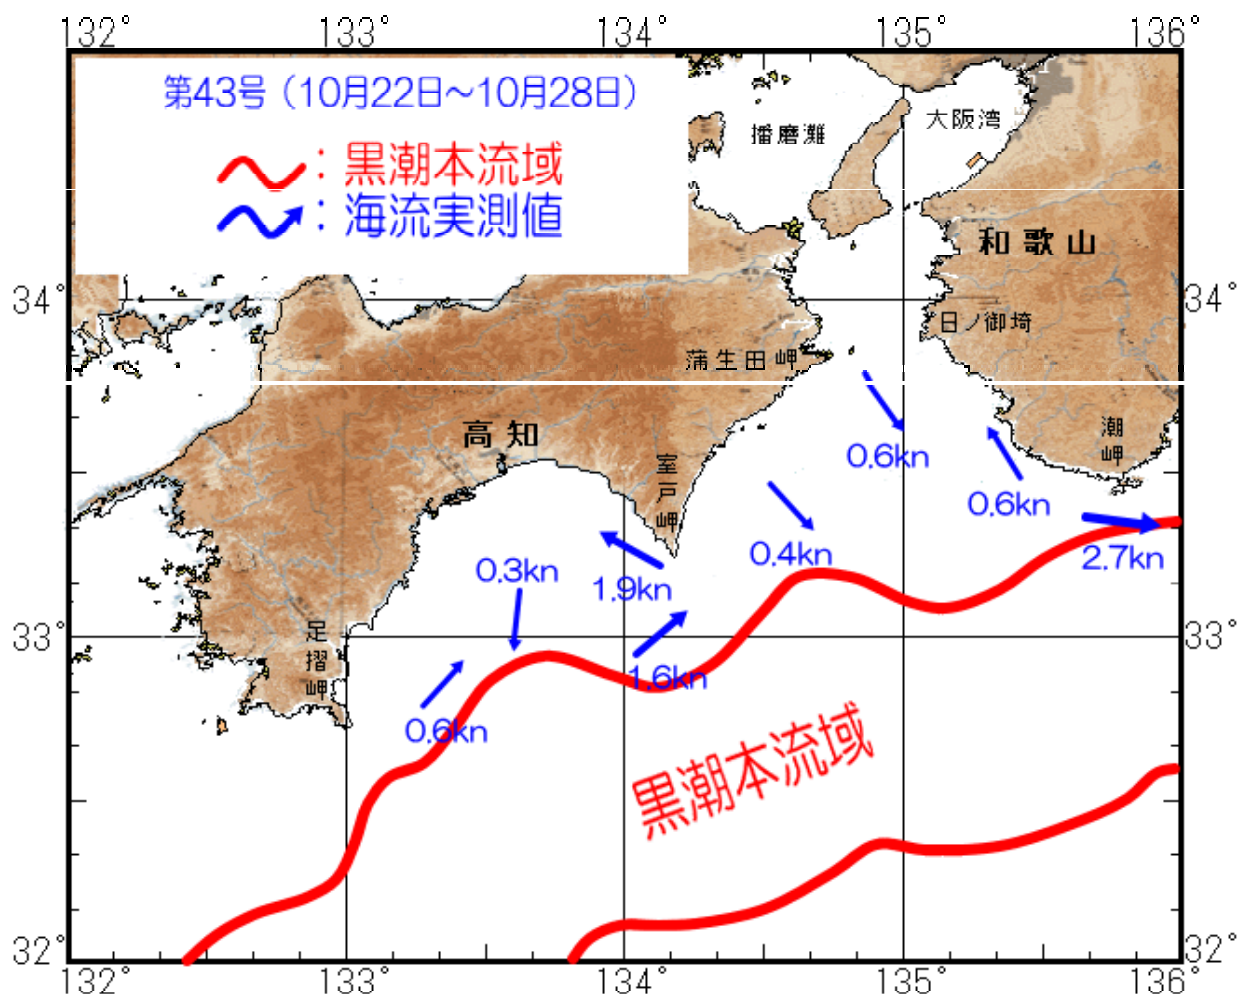 132° 133° 134° 135° 136°
第43号（10月22日～10月28日）
：黒潮本流域
：海流実測値
播磨灘
大阪湾
和歌山
34° 34°
日ノ御埼
蒲生田岬
高知
潮岬
室戸岬
0.6kn
0.6kn
0.4kn
2.7kn
0.3kn
1.9kn
33° 33°
足摺岬
1.6kn
0.6kn
黒潮本流域
32° 32°
132° 133° 134° 135° 136°